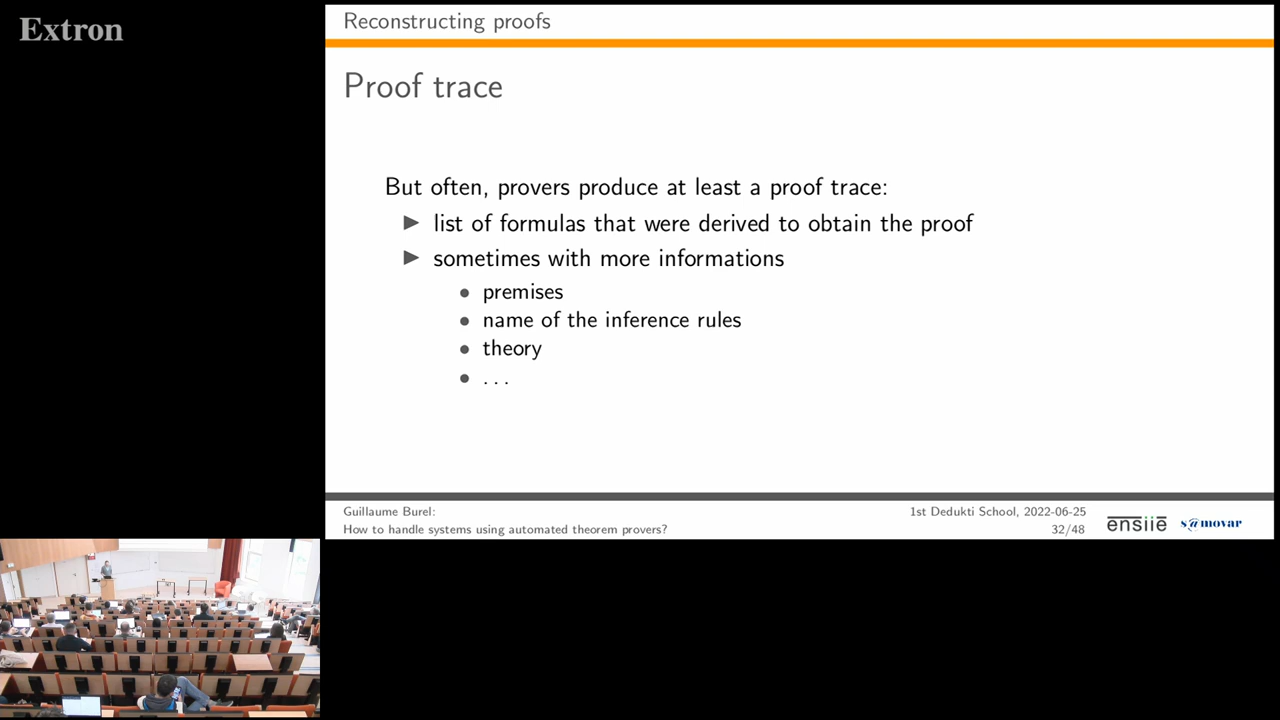 Extron
Reconstructing proofs
Proof trace
But often, provers produce at least a proof trace:
▶ list of formulas that were derived to obtain the proof
▶ sometimes with more informations
• premises
• name of the inference rules
• theory
• ...
Guillaume Burel:
How to handle systems using automated theorem provers?
1st Dedukti School, 2022-06-25
32/48
ensiie
s@movar